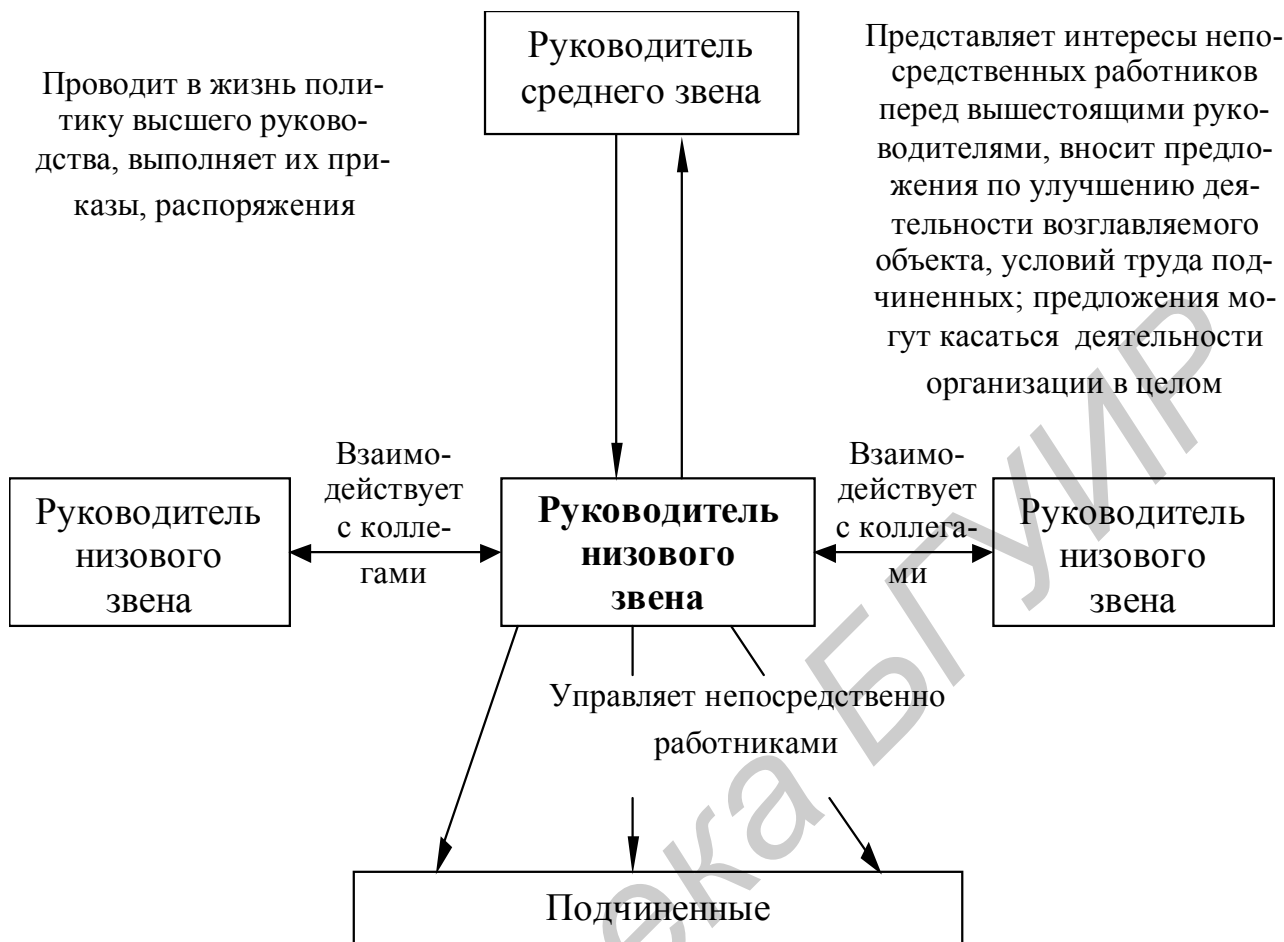 Руководитель
среднего звена
Проводит в жизнь поли-
тику высшего руково-
дства, выполняет их при-
казы, распоряжения
Представляет интересы непо-
средственных работников
перед вышестоящими руко-
водителями, вносит предло-
жения по улучшению дея-
тельности возглавляемого
объекта, условий труда под-
чиненных; предложения мо-
гут касаться деятельности
организации в целом
Руководитель
низового
звена
Взаимо-
действует
с колле-
гами
Руководитель
низового
звена
Взаимо-
действует
с коллега-
ми
Руководитель
низового
звена
Управляет непосредственно
работниками
Подчиненные
ека БГУИР